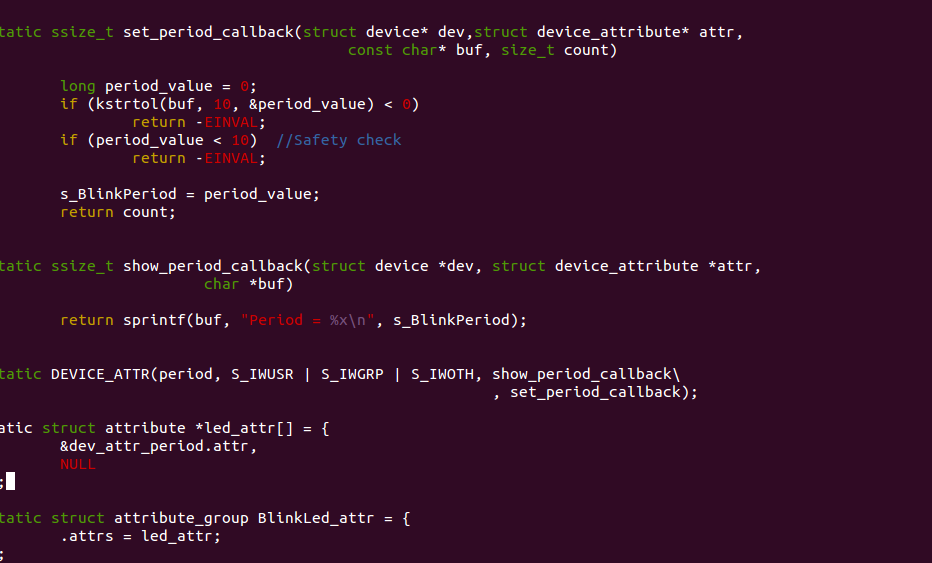 tatic ssize_t set_period_callback(struct device* dev,struct device_attribute* attr,
const char* buf, size_t count)
long period_value = 0;
if (kstrtol(buf, 10, &period_value) < 0)
return -EINVAL;
if (period_value < 10)  //Safety check
return -EINVAL;
s_BlinkPeriod = period_value;
return count;
tatic ssize_t show_period_callback(struct device *dev, struct device_attribute *attr,
char *buf)
return sprintf(buf, "Period = %x\n", s_BlinkPeriod);
tatic DEVICE_ATTR(period, S_IWUSR | S_IWGRP | S_IWOTH, show_period_callback\
, set_period_callback);
atic struct attribute *led_attr[] = {
&dev_attr_period.attr,
NULL
;
tatic struct attribute_group BlinkLed_attr = {
.attrs = led_attr;
;